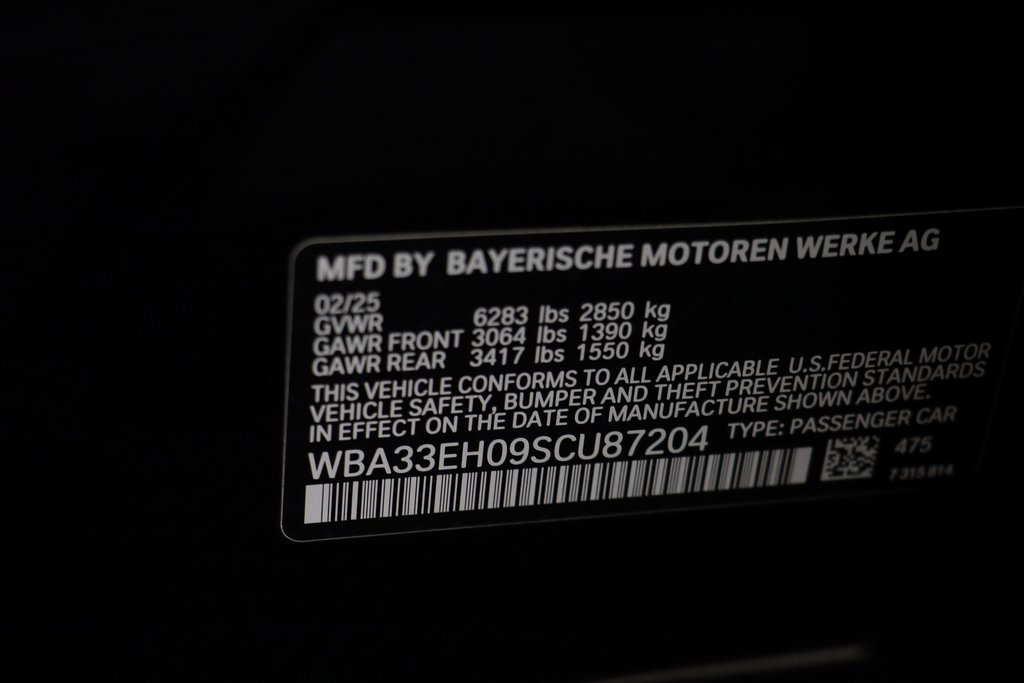 MFD BY BAYERISCHE MOTOREN WERKE AG
02/25
GVWR 6283 lbs 2850 kg
GAWR FRONT 3064 lbs 1390 kg
GAWR REAR 3417 lbs 1550 kg
THIS VEHICLE CONFORMS TO ALL APPLICABLE U.S.FEDERAL MOTOR
VEHICLE SAFETY, BUMPER AND THEFT PREVENTION STANDARDS
IN EFFECT ON THE DATE OF MANUFACTURE SHOWN ABOVE.
WBA33EH09SCU87204 TYPE: PASSENGER CAR
475
7 315 814